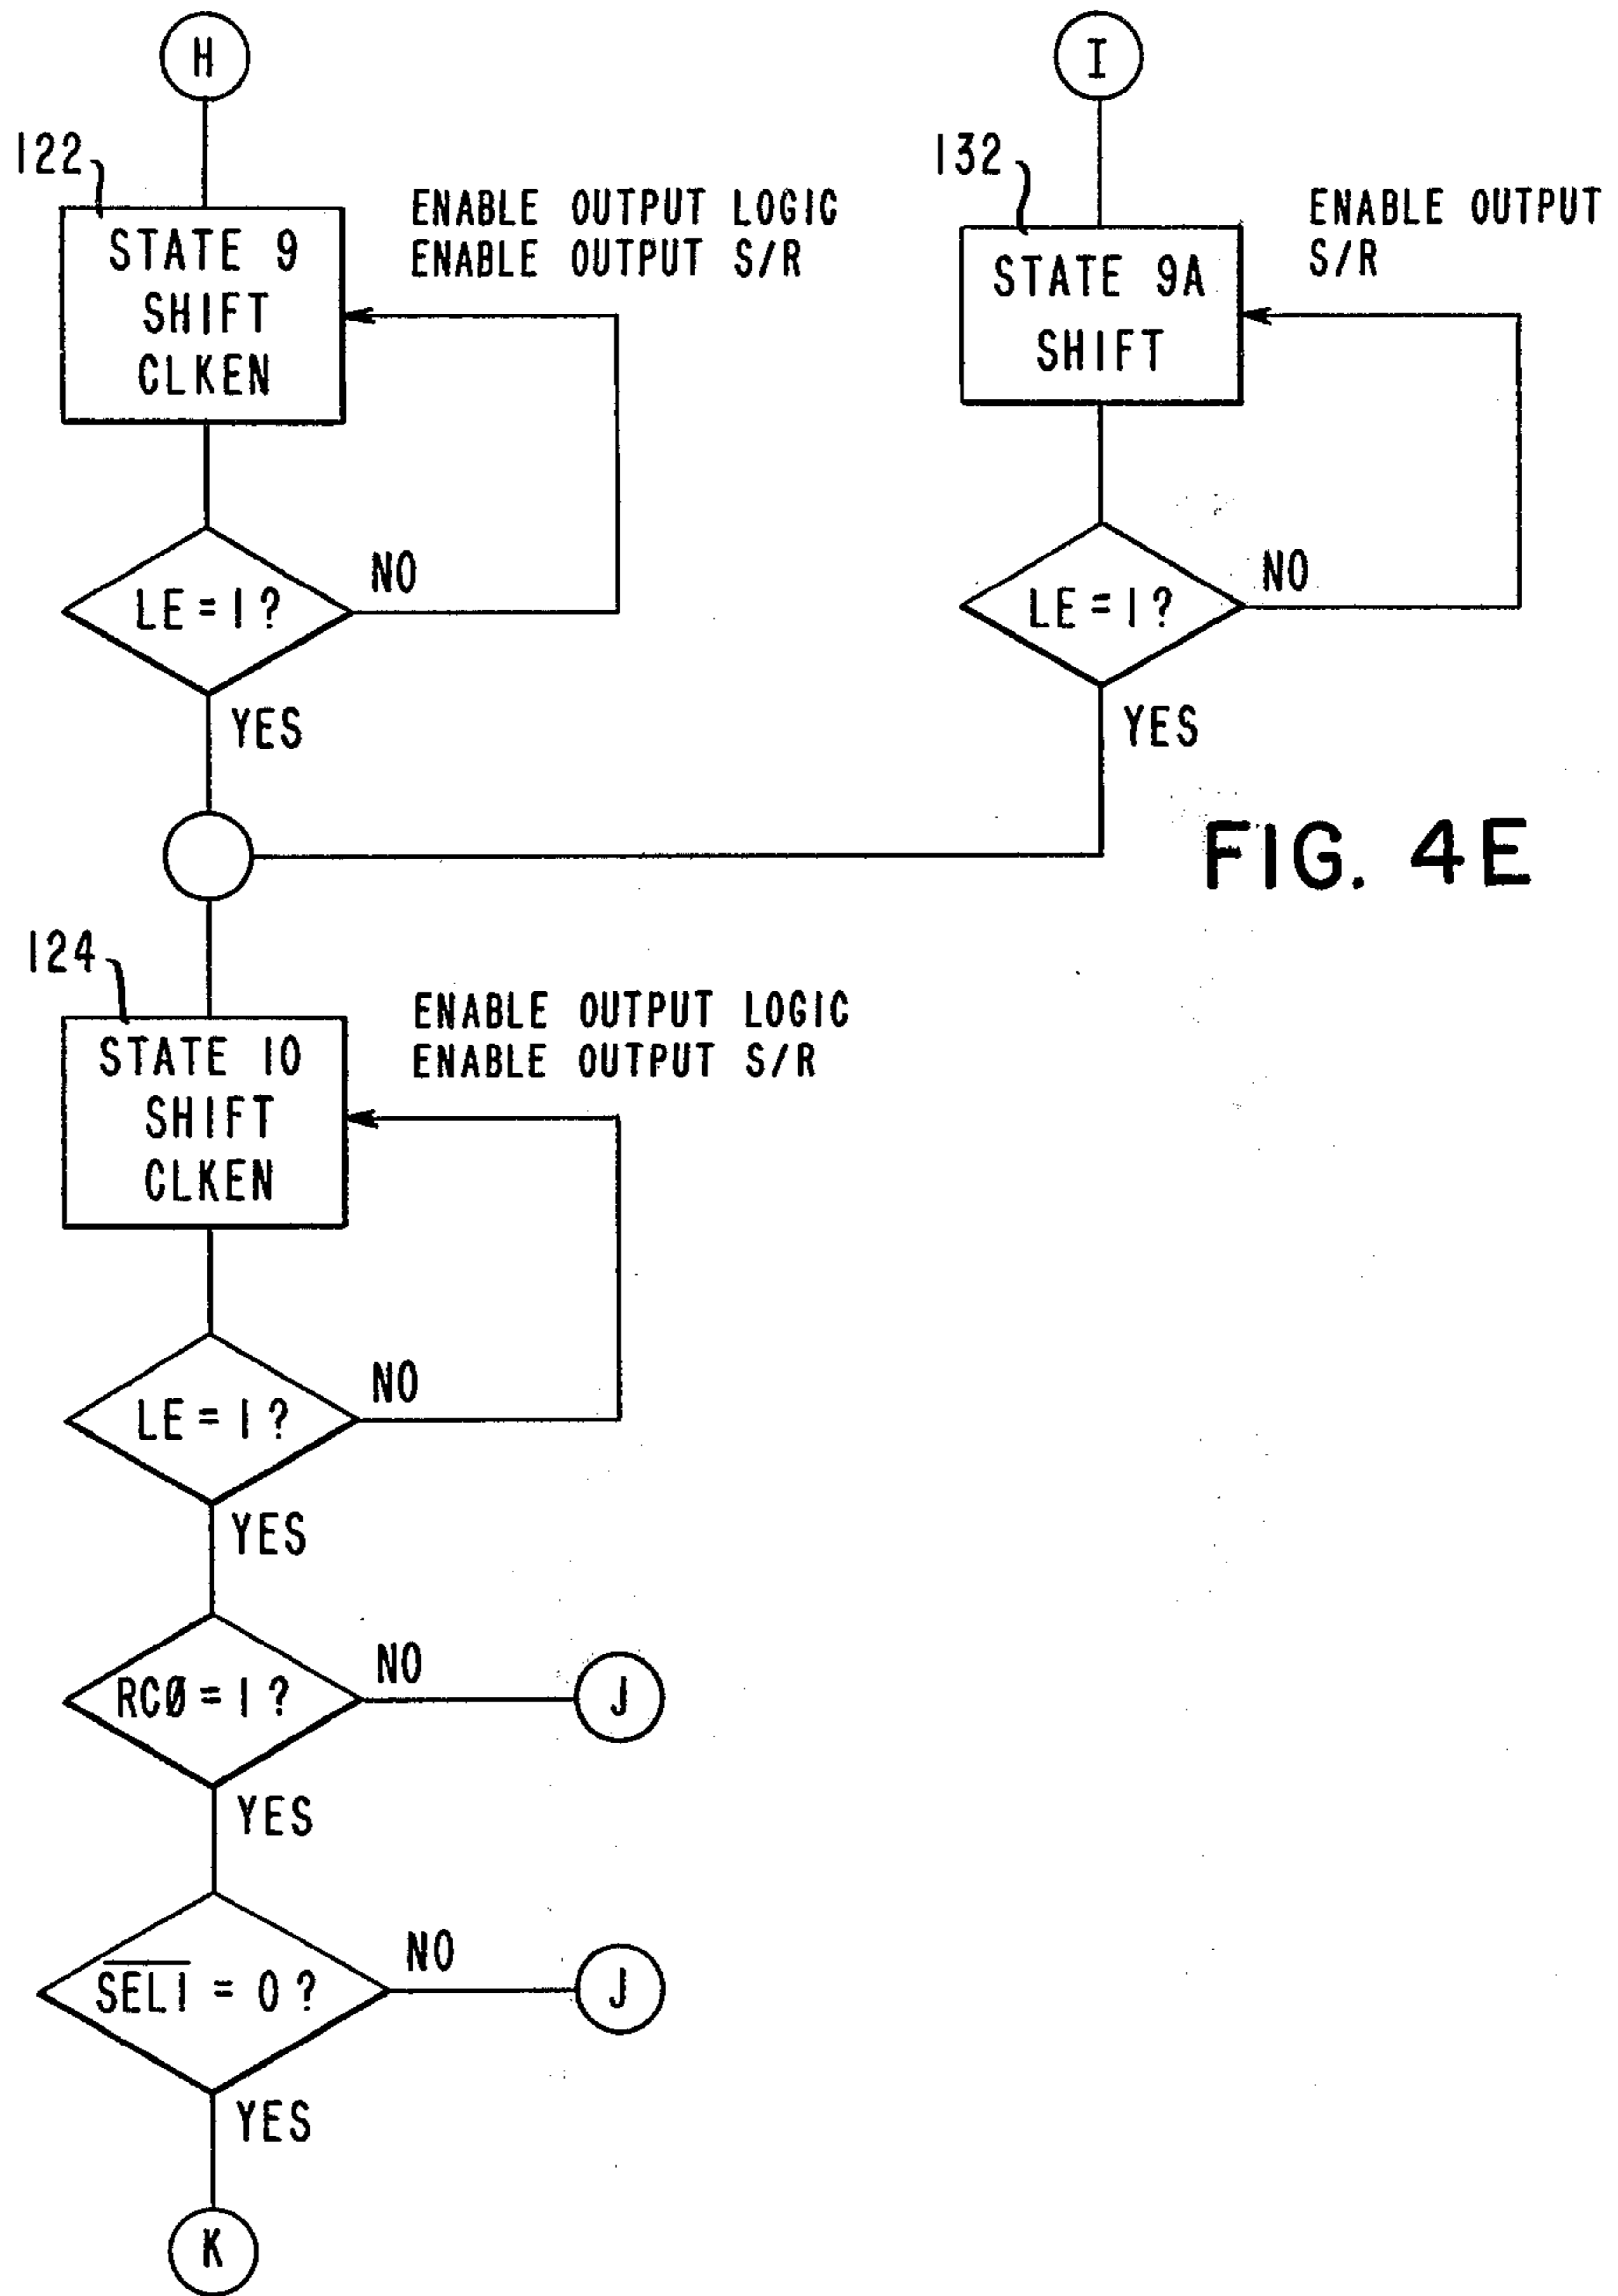 H
I
122
132
ENABLE OUTPUT LOGIC
ENABLE OUTPUT S/R
ENABLE OUTPUT
S/R
STATE 9
SHIFT
CLKEN
STATE 9A
SHIFT
NO
LE = 1 ?
NO
LE = 1 ?
YES
YES
FIG. 4E
124
ENABLE OUTPUT LOGIC
ENABLE OUTPUT S/R
STATE 10
SHIFT
CLKEN
NO
LE = 1 ?
YES
NO
RCØ = 1 ?
J
YES
NO
S̅E̅L̅1̅ = 0 ?
J
YES
K